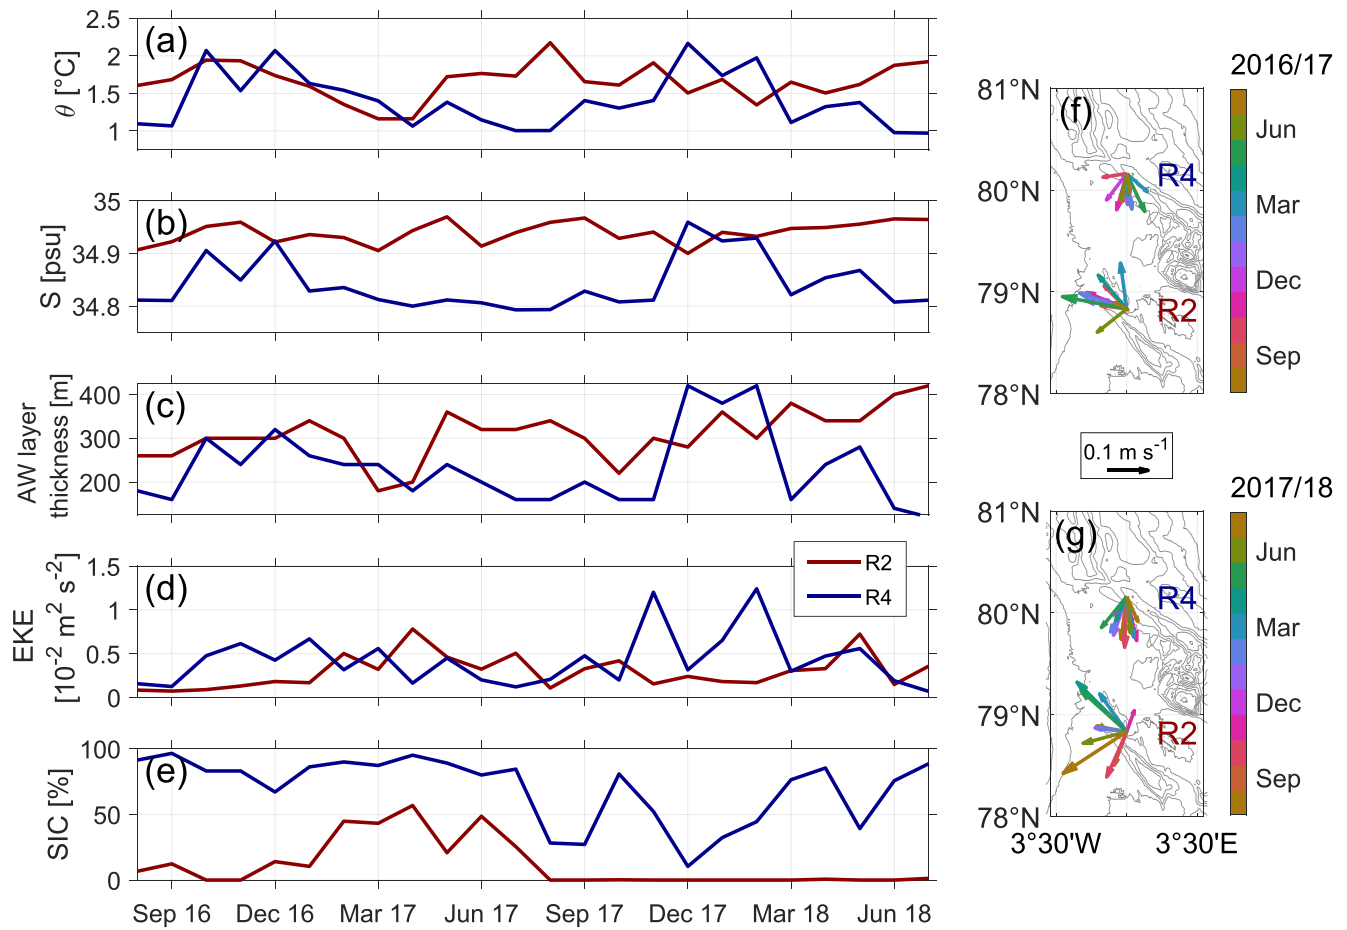 (a)
θ [°C]
2.5
2
1.5
1
(b)
S [psu]
35
34.9
34.8
(c)
AW layer
thickness [m]
400
300
200
(d)
EKE
[10⁻² m² s⁻²]
1.5
1
0.5
0
R2
R4
(e)
SIC [%]
100
50
0
Sep 16 Dec 16 Mar 17 Jun 17 Sep 17 Dec 17 Mar 18 Jun 18
2016/17
(f)
81°N
80°N
79°N
78°N
R4
R2
Jun
Mar
Dec
Sep
0.1 m s⁻¹
2017/18
(g)
81°N
80°N
79°N
78°N
R4
R2
Jun
Mar
Dec
Sep
3°30'W 3°30'E